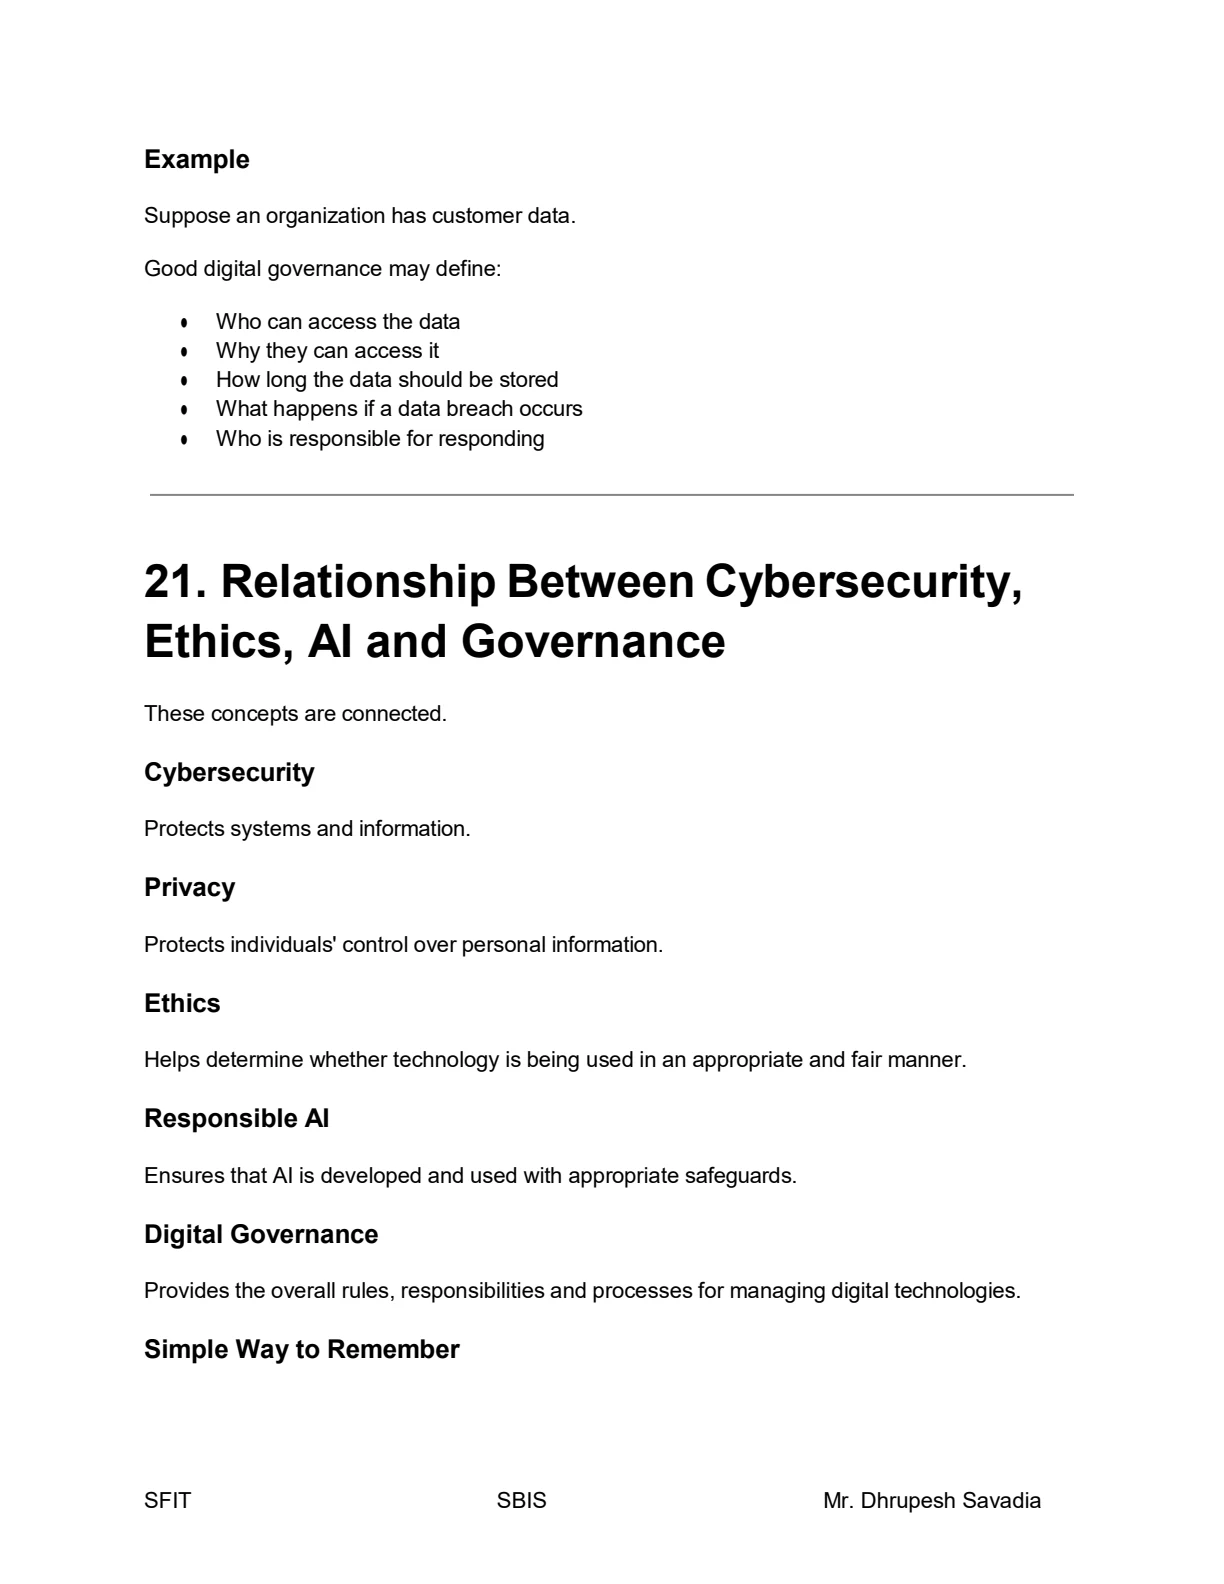 Example
Suppose an organization has customer data.
Good digital governance may define:
• Who can access the data
• Why they can access it
• How long the data should be stored
• What happens if a data breach occurs
• Who is responsible for responding
21. Relationship Between Cybersecurity,
Ethics, AI and Governance
These concepts are connected.
Cybersecurity
Protects systems and information.
Privacy
Protects individuals' control over personal information.
Ethics
Helps determine whether technology is being used in an appropriate and fair manner.
Responsible AI
Ensures that AI is developed and used with appropriate safeguards.
Digital Governance
Provides the overall rules, responsibilities and processes for managing digital technologies.
Simple Way to Remember
SFIT SBIS Mr. Dhrupesh Savadia